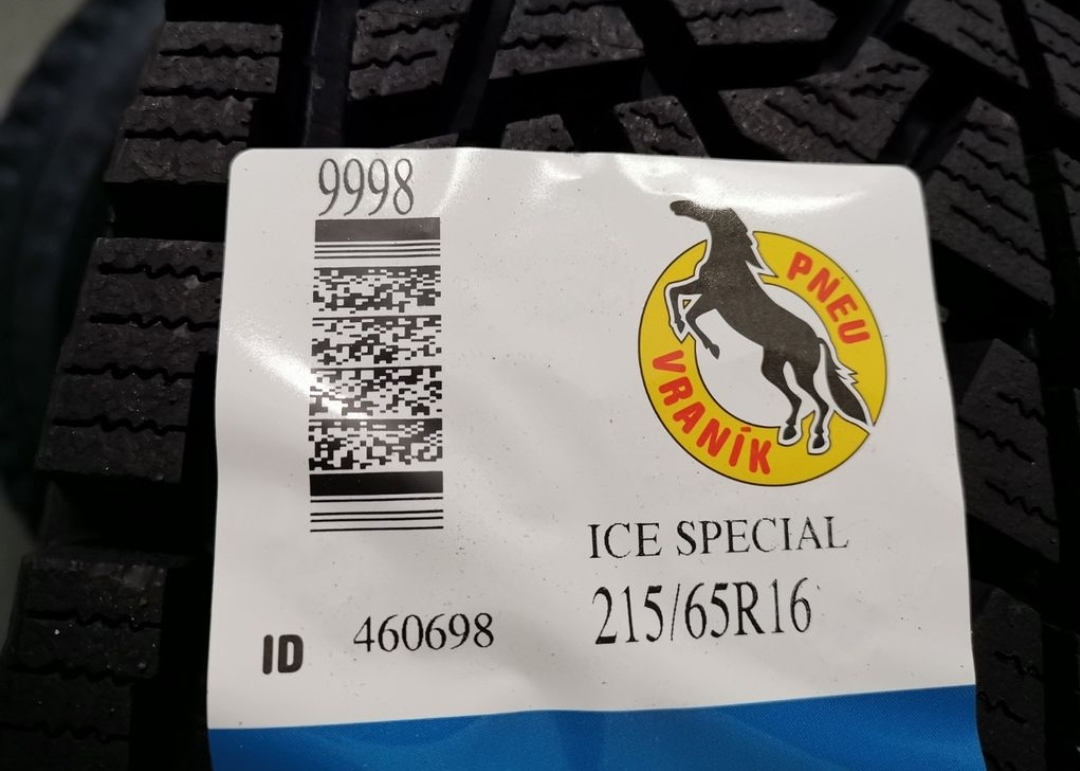 9998
PNEU
VRANÍK
ICE SPECIAL
215/65R16
ID 460698